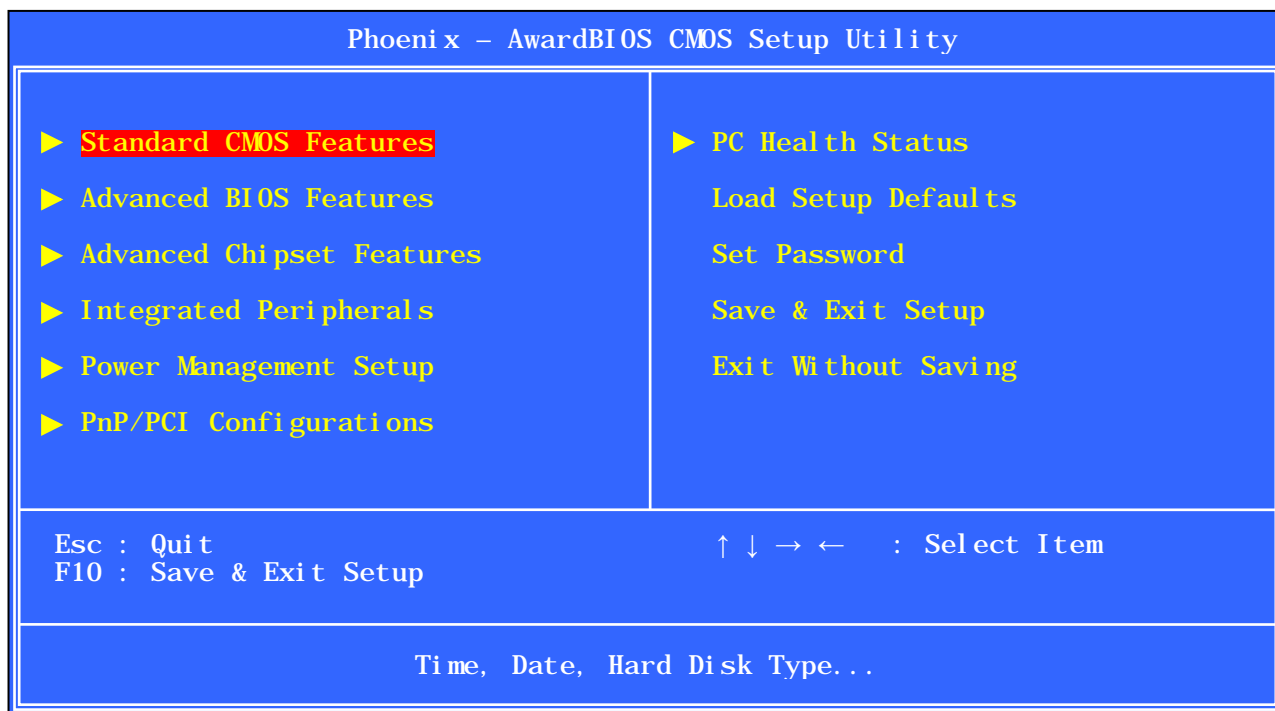 Phoenix – AwardBIOS CMOS Setup Utility
▶ Standard CMOS Features
▶ Advanced BIOS Features
▶ Advanced Chipset Features
▶ Integrated Peripherals
▶ Power Management Setup
▶ PnP/PCI Configurations
▶ PC Health Status
Load Setup Defaults
Set Password
Save & Exit Setup
Exit Without Saving
Esc : Quit
F10 : Save & Exit Setup
↑ ↓ → ← : Select Item
Time, Date, Hard Disk Type...